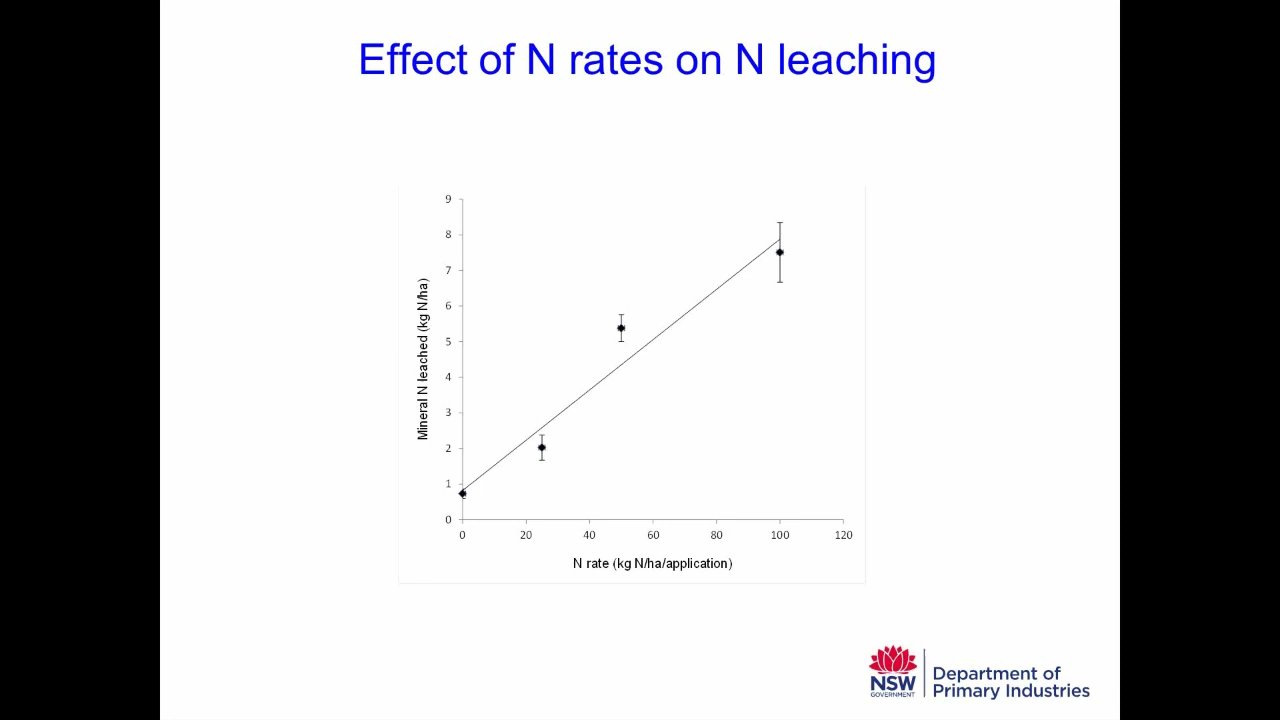 Effect of N rates on N leaching
9
8
7
6
5
4
3
2
1
0
Mineral N leached (kg N/ha)
0 20 40 60 80 100 120
N rate (kg N/ha/application)
NSW
GOVERNMENT
Department of
Primary Industries